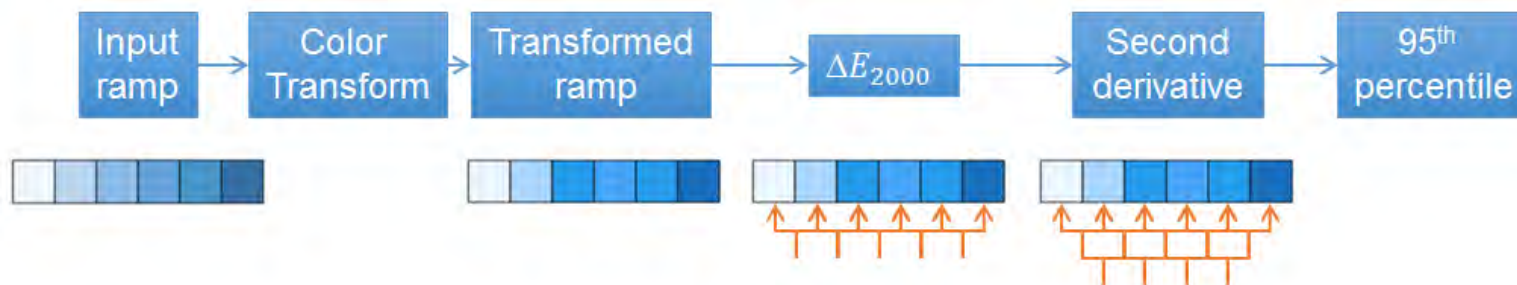 Input
ramp
Color
Transform
Transformed
ramp
ΔE₂₀₀₀
Second
derivative
95ᵗʰ
percentile